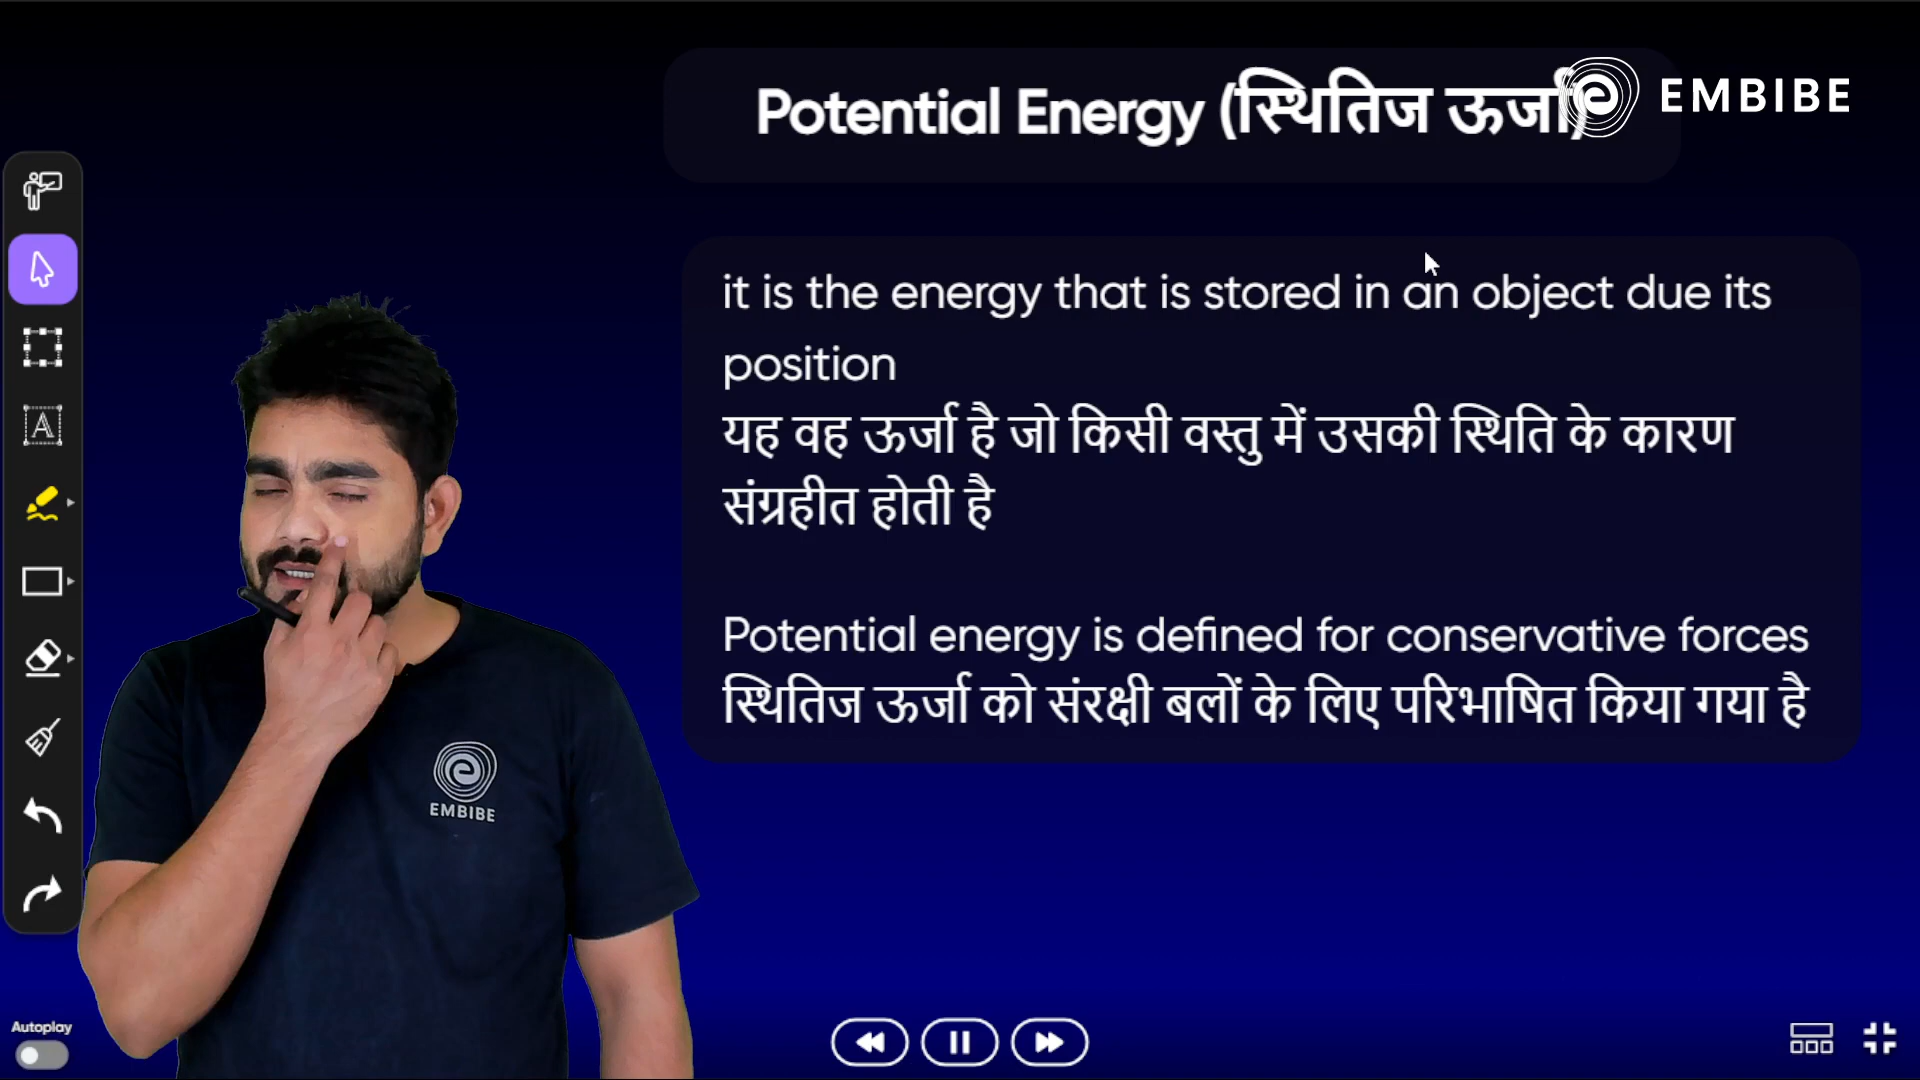 Potential Energy (स्थितिज ऊर्जा)
EMBIBE
it is the energy that is stored in an object due its
position
यह वह ऊर्जा है जो किसी वस्तु में उसकी स्थिति के कारण
संग्रहीत होती है
Potential energy is defined for conservative forces
स्थितिज ऊर्जा को संरक्षी बलों के लिए परिभाषित किया गया है
A
EMBIBE
Autoplay